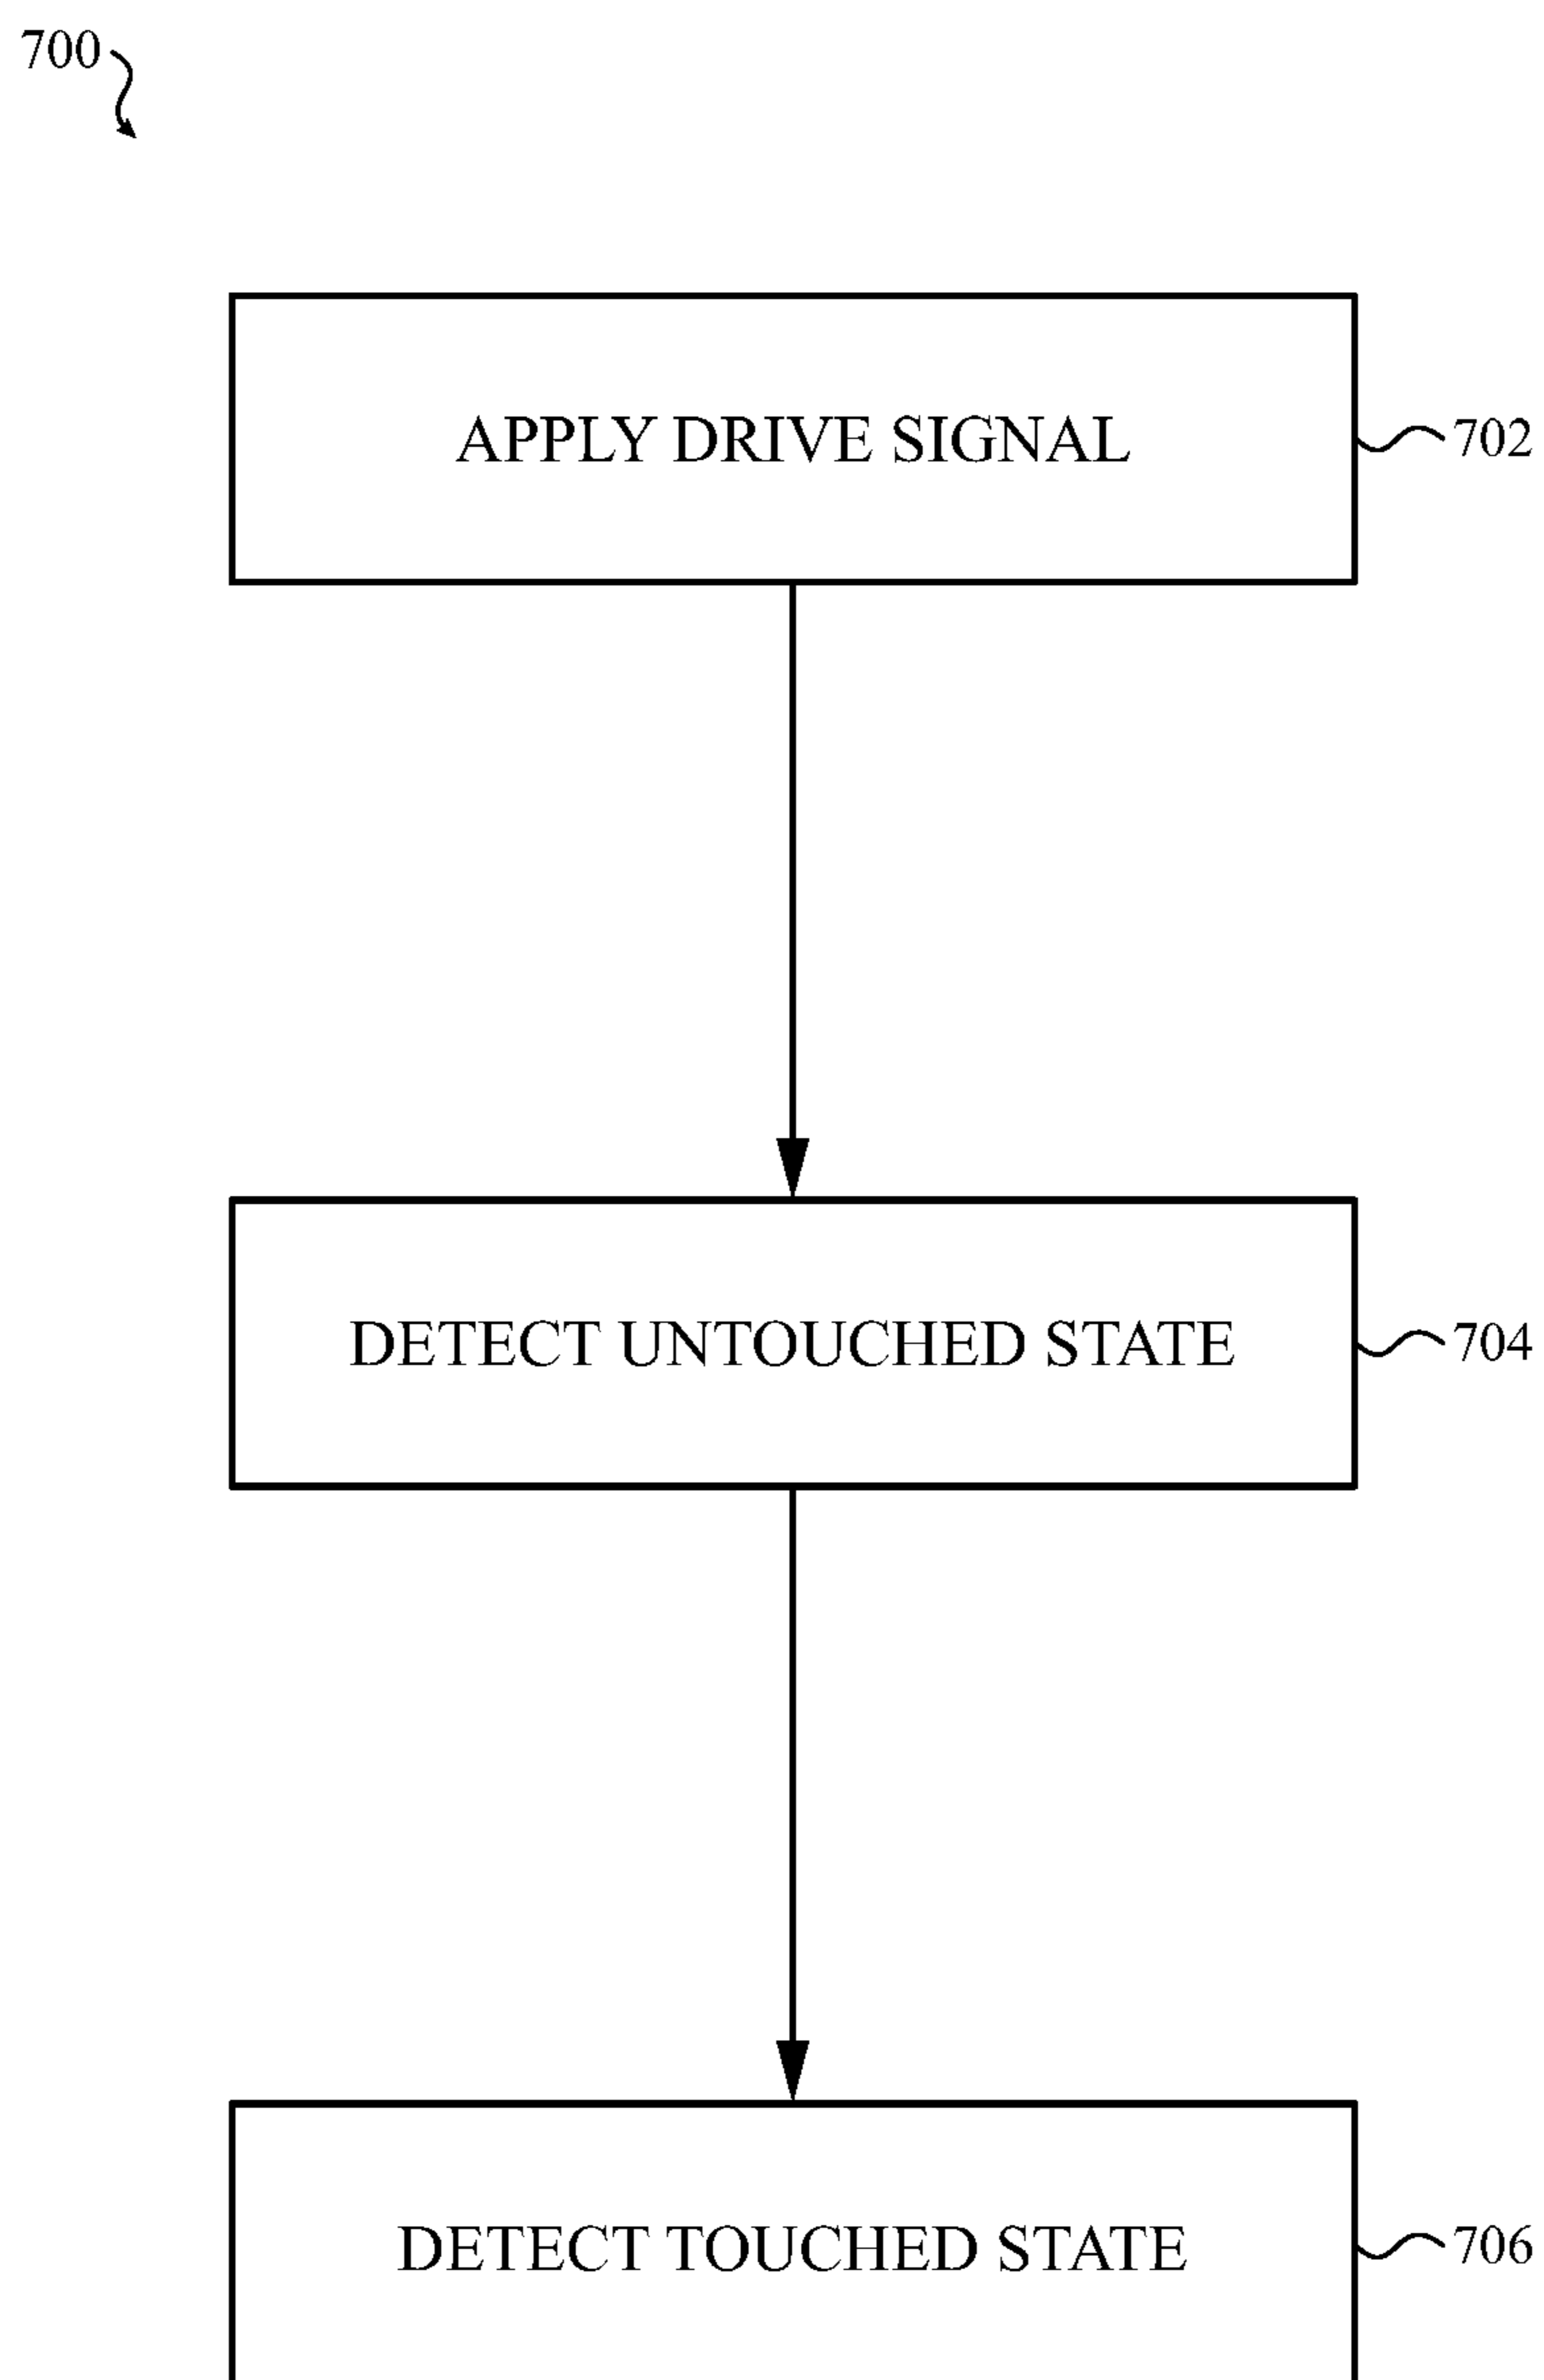 700
APPLY DRIVE SIGNAL
702
DETECT UNTOUCHED STATE
704
DETECT TOUCHED STATE
706